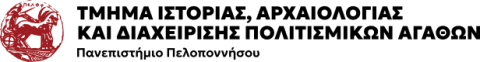 ΤΜΗΜΑ ΙΣΤΟΡΙΑΣ, ΑΡΧΑΙΟΛΟΓΙΑΣ
ΚΑΙ ΔΙΑΧΕΙΡΙΣΗΣ ΠΟΛΙΤΙΣΜΙΚΩΝ ΑΓΑΘΩΝ
Πανεπιστήμιο Πελοποννήσου